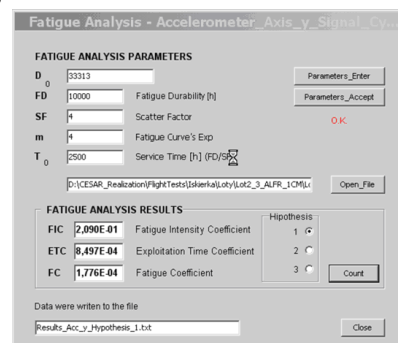 Fatigue Analysis - Accelerometer_Axis_y_Signal_Cy...
FATIGUE ANALYSIS PARAMETERS
D 0 33313 Parameters_Enter
FD 10000 Fatigue Durability [h] Parameters_Accept
SF 4 Scatter Factor O.K.
m 4 Fatigue Curve's Exp
T 0 2500 Service Time [h] (FD/SF)
D:\CESAR_Realization\FlightTests\Iskierka\Loty\Lot2_3_ALFR_1CM\Lo Open_File
FATIGUE ANALYSIS RESULTS
Hipothesis
FIC 2,090E-01 Fatigue Intensity Coefficient 1
ETC 8,497E-04 Exploitation Time Coefficient 2
FC 1,776E-04 Fatigue Coefficient 3 Count
Data were writen to the file
Results_Acc_y_Hypothesis_1.txt Close